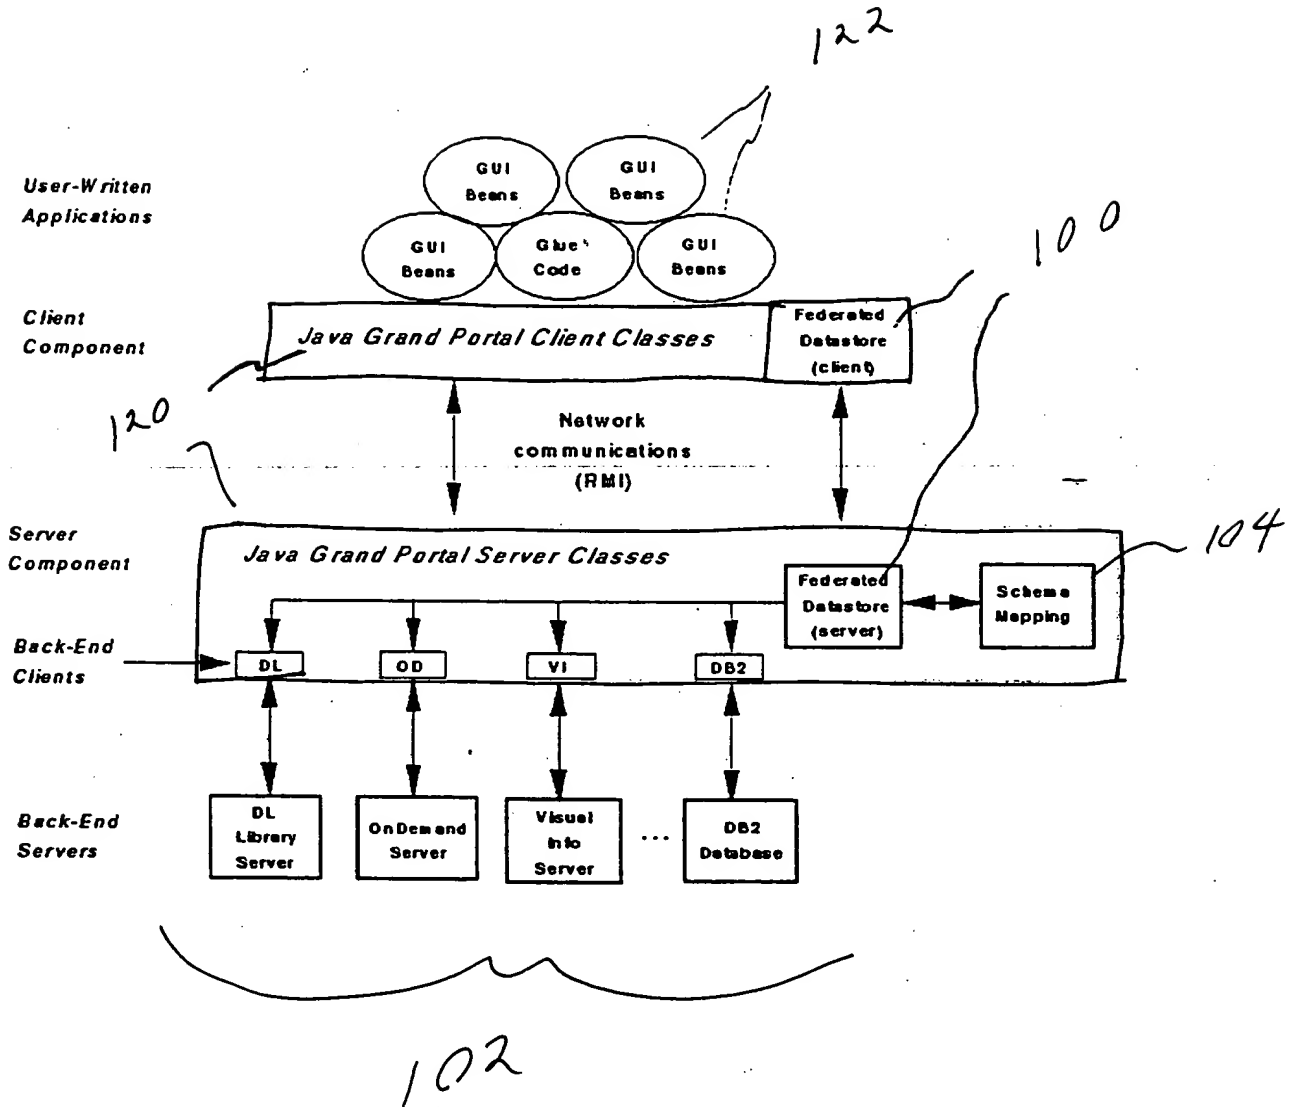 122
User-Written
Applications
GUI
Beans
GUI
Beans
GUI
Beans
Glue
Code
GUI
Beans
100
Client
Component
Java Grand Portal Client Classes
Federated
Datastore
(client)
120
Network
communications
(RMI)
Server
Component
Java Grand Portal Server Classes
104
Federated
Datastore
(server)
Schema
Mapping
Back-End
Clients
DL
OD
VI
DB2
Back-End
Servers
DL
Library
Server
OnDemand
Server
Visual
Info
Server
...
DB2
Database
102